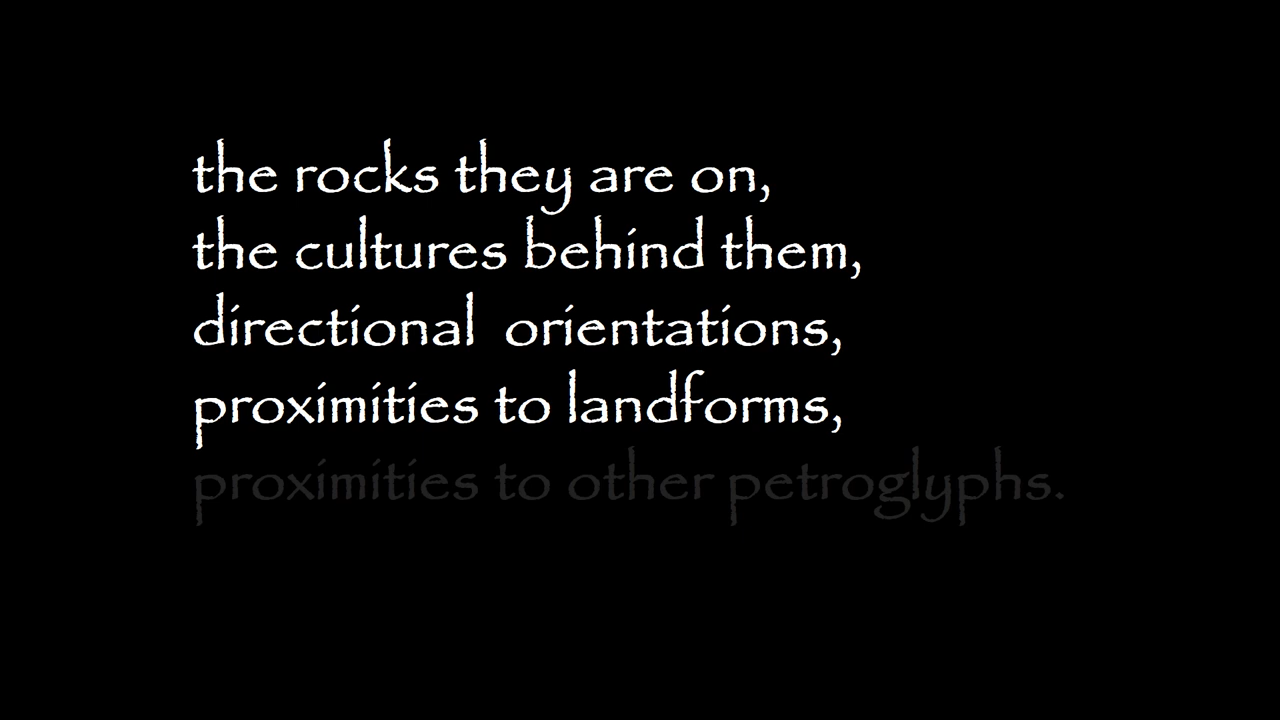 the rocks they are on,
the cultures behind them,
directional  orientations,
proximities to landforms,
proximities to other petroglyphs.